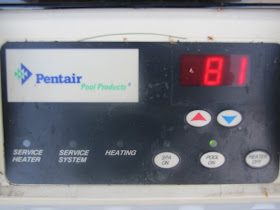 81
Pentair
Pool Products®
SERVICE HEATER
SERVICE SYSTEM
HEATING
SPA ON
POOL ON
HEATER OFF